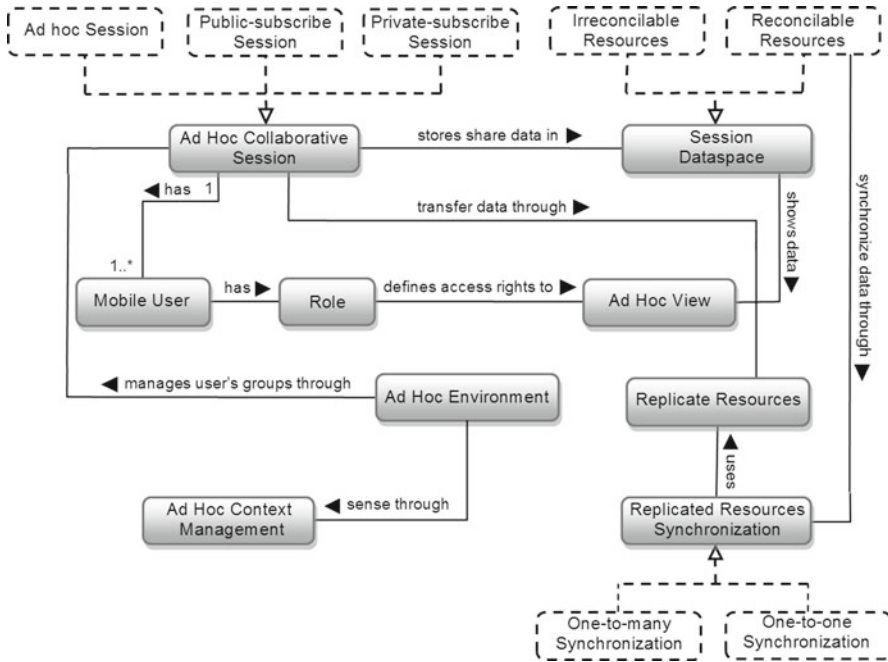 Ad hoc Session
Public-subscribe
Session
Private-subscribe
Session
Irreconcilable
Resources
Reconcilable
Resources
Ad Hoc Collaborative
Session
stores share data in
Session
Dataspace
has
1
transfer data through
shows data
synchronize data through
1..*
Mobile User
has
Role
defines access rights to
Ad Hoc View
manages user's groups through
Ad Hoc Environment
Replicate Resources
uses
Ad Hoc Context
Management
sense through
Replicated Resources
Synchronization
One-to-many
Synchronization
One-to-one
Synchronization